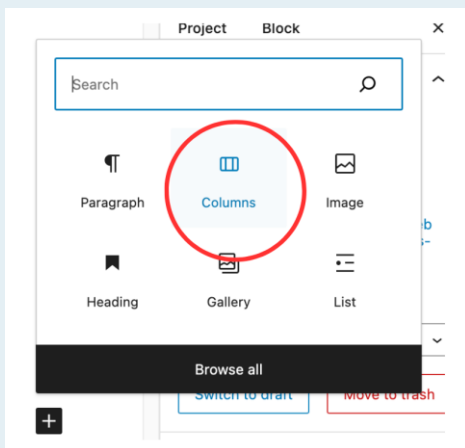 Project Block
Search
Paragraph Columns Image
Heading Gallery List
Browse all
Switch to draft Move to trash